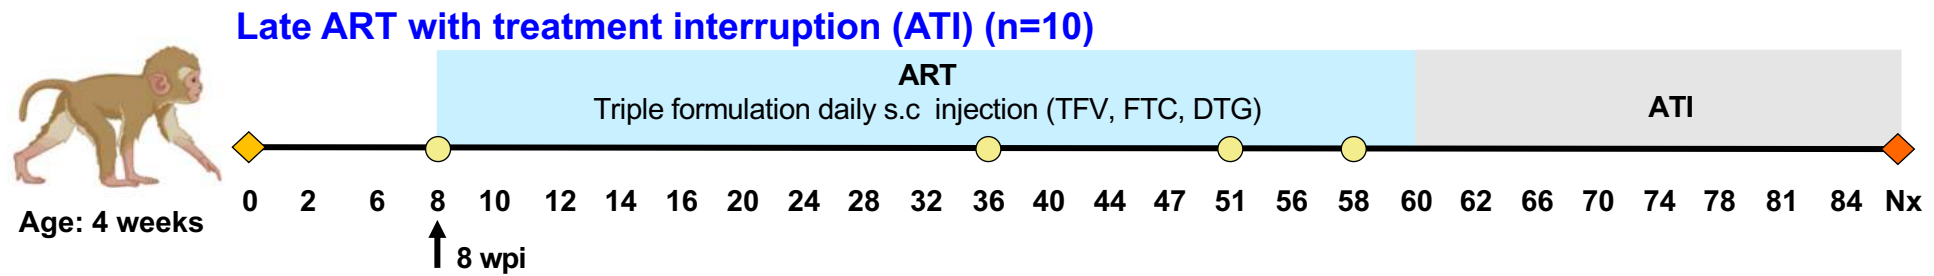 Late ART with treatment interruption (ATI) (n=10)
ART
Triple formulation daily s.c injection (TFV, FTC, DTG)
ATI
0 2 6 8 10 12 14 16 20 24 28 32 36 40 44 47 51 56 58 60 62 66 70 74 78 81 84 Nx
Age: 4 weeks
8 wpi